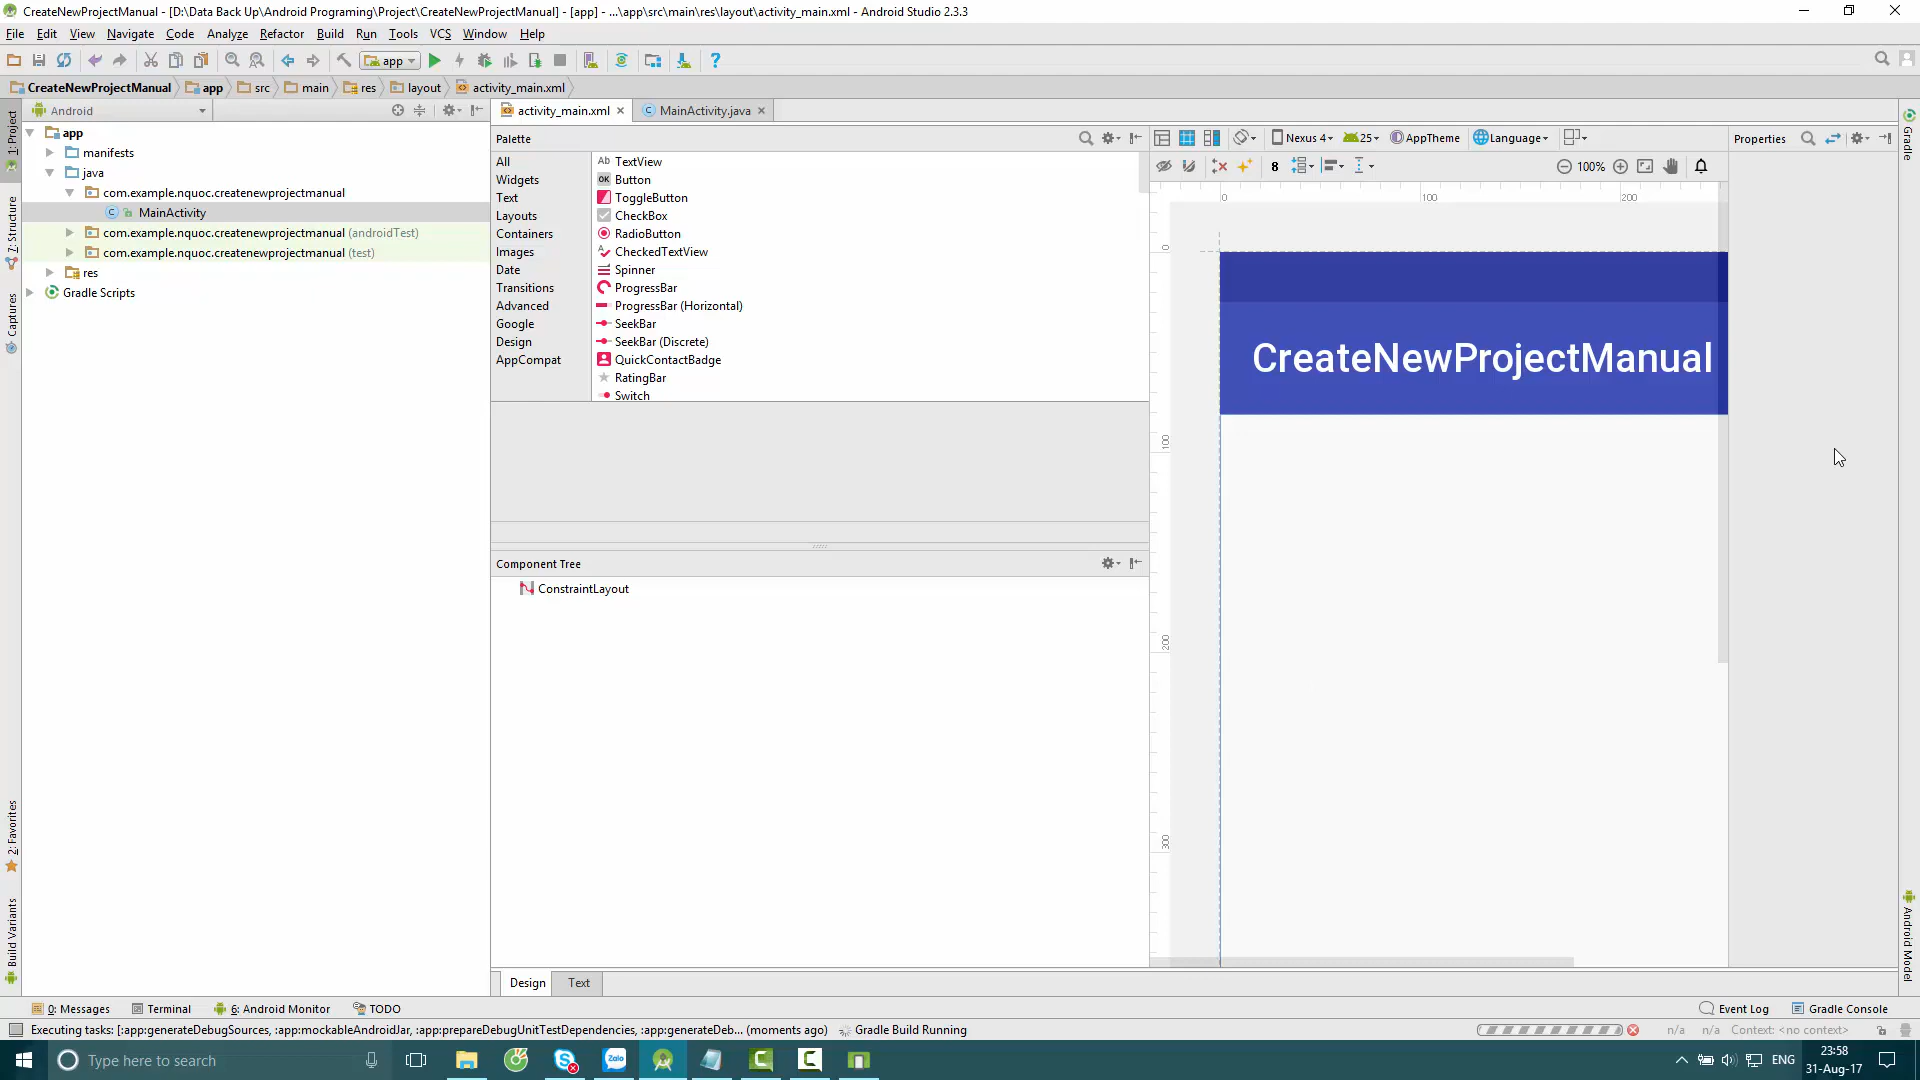 CreateNewProjectManual - [D:\Data Back Up\Android Programing\Project\CreateNewProjectManual] - [app] - ...\app\src\main\res\layout\activity_main.xml - Android Studio 2.3.3
File Edit View Navigate Code Analyze Refactor Build Run Tools VCS Window Help
app
CreateNewProjectManual app src main res layout activity_main.xml
1: Project
7: Structure
Captures
2: Favorites
Build Variants
Android
app
manifests
java
com.example.nquoc.createnewprojectmanual
MainActivity
com.example.nquoc.createnewprojectmanual (androidTest)
com.example.nquoc.createnewprojectmanual (test)
res
Gradle Scripts
activity_main.xml MainActivity.java
Palette
All
Widgets
Text
Layouts
Containers
Images
Date
Transitions
Advanced
Google
Design
AppCompat
Ab TextView
OK Button
ToggleButton
CheckBox
RadioButton
CheckedTextView
Spinner
ProgressBar
ProgressBar (Horizontal)
SeekBar
SeekBar (Discrete)
QuickContactBadge
RatingBar
Switch
Component Tree
ConstraintLayout
Design Text
Nexus 4 25 AppTheme Language
8 100%
0 100 200
0
100
200
300
CreateNewProjectManual
Properties
Gradle
Android Model
0: Messages Terminal 6: Android Monitor TODO Event Log Gradle Console
Executing tasks: [:app:generateDebugSources, :app:mockableAndroidJar, :app:prepareDebugUnitTestDependencies, :app:generateDeb... (moments ago) Gradle Build Running n/a n/a Context: <no context>
Type here to search
Zalo
ENG
23:58
31-Aug-17